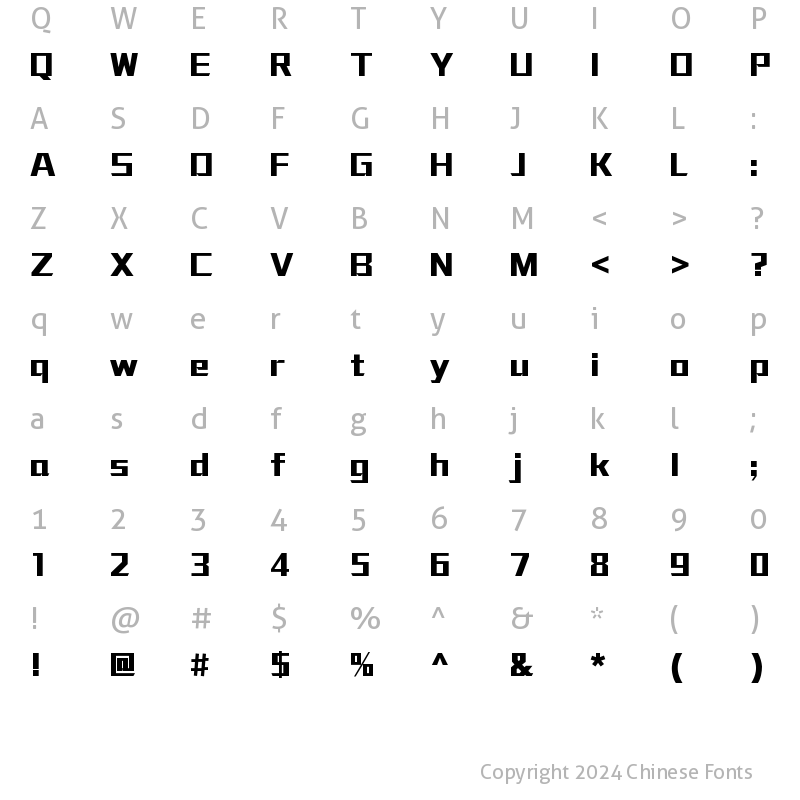 Q W E R T Y U I O P
Q W E R T Y U I O P
A S D F G H J K L :
A S D F G H J K L :
Z X C V B N M < > ?
Z X C V B N M < > ?
q w e r t y u i o p
q w e r t y u i o p
a s d f g h j k l ;
a s d f g h j k l ;
1 2 3 4 5 6 7 8 9 0
1 2 3 4 5 6 7 8 9 0
! @ # $ % ^ & * ( )
! @ # $ % ^ & * ( )
Copyright 2024 Chinese Fonts